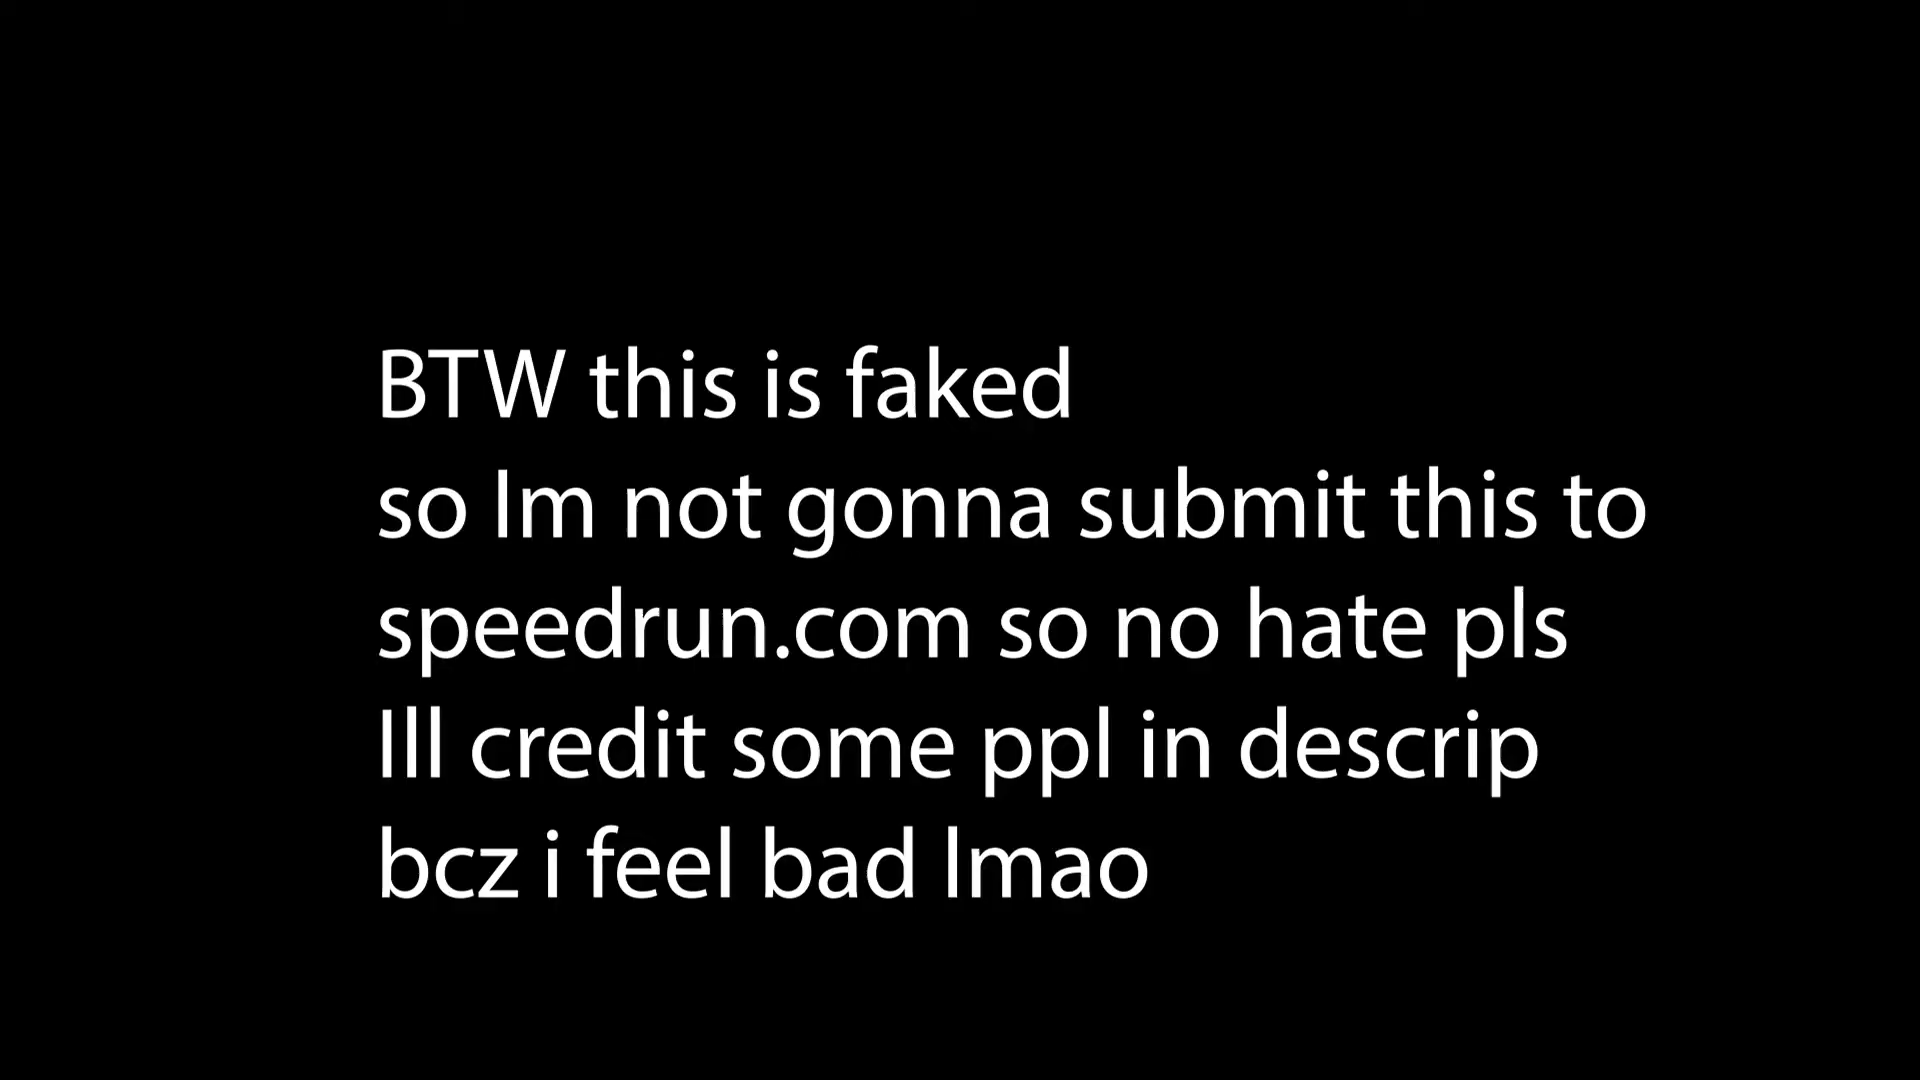 BTW this is faked
so Im not gonna submit this to
speedrun.com so no hate pls
Ill credit some ppl in descrip
bcz i feel bad lmao